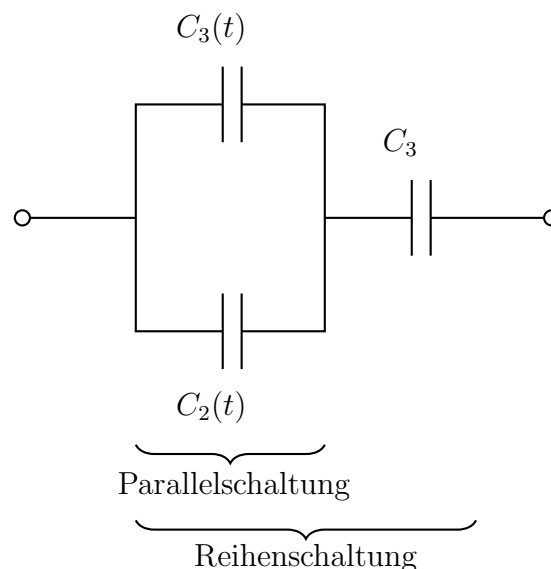 C₃(t)
C₃
C₂(t)
Parallelschaltung
Reihenschaltung